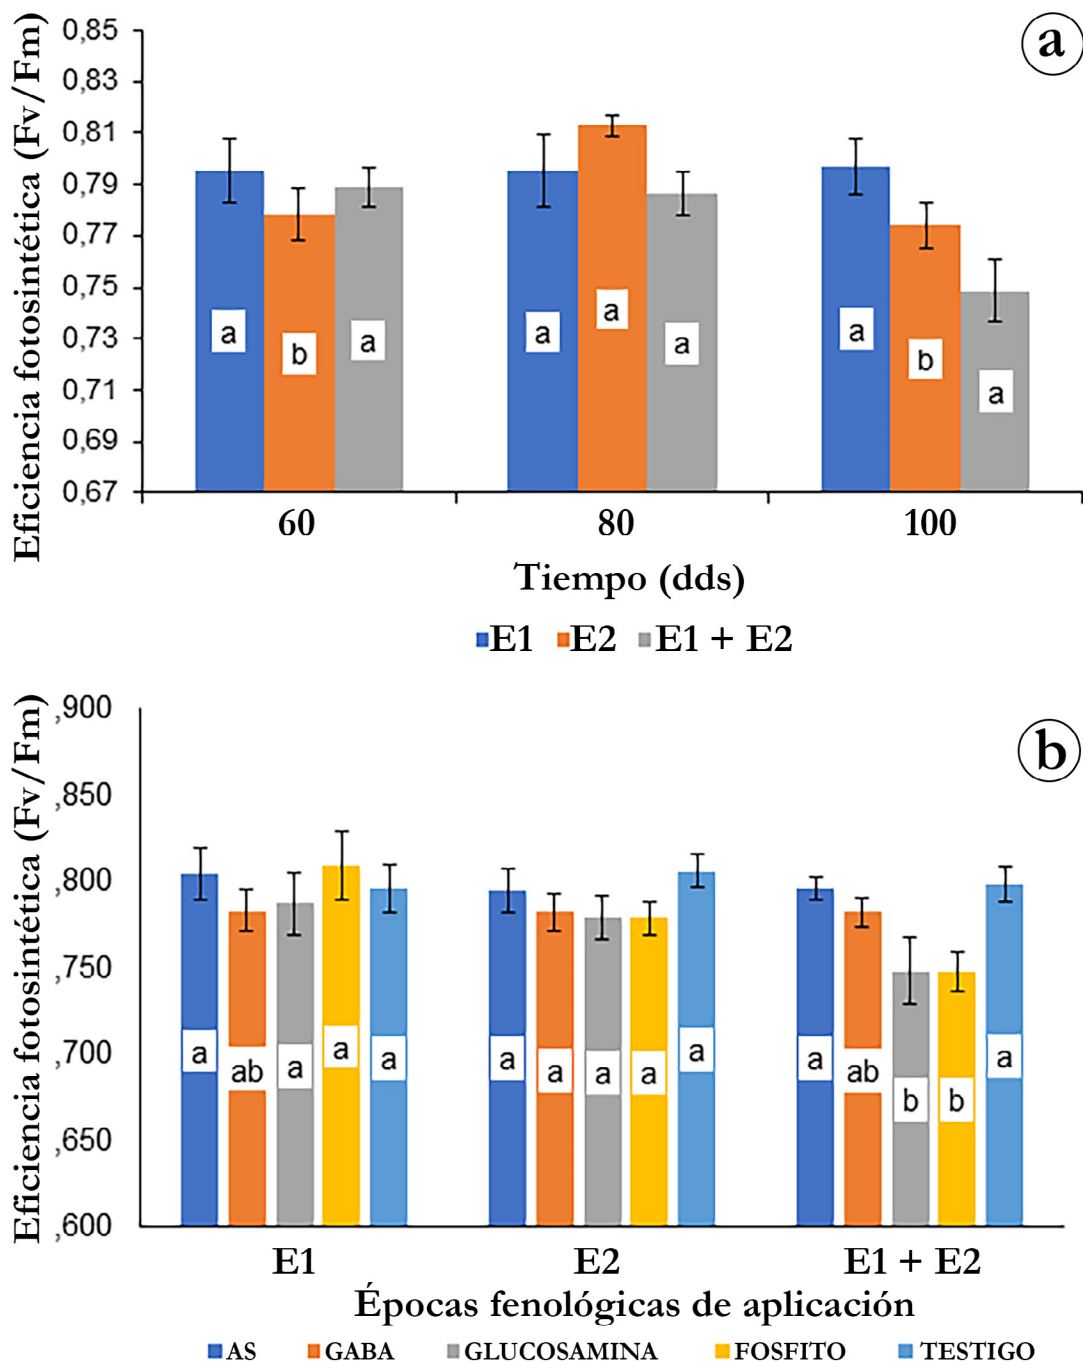 a
Eficiencia fotosintética (Fv/Fm)
0,85
0,83
0,81
0,79
0,77
0,75
0,73
0,71
0,69
0,67
a b a
a a a
a b a
60 80 100
Tiempo (dds)
E1 E2 E1 + E2
b
Eficiencia fotosintética (Fv/Fm)
,900
,850
,800
,750
,700
,650
,600
a ab a a a
a a a a a
a ab b b a
E1 E2 E1 + E2
Épocas fenológicas de aplicación
AS GABA GLUCOSAMINA FOSFITO TESTIGO